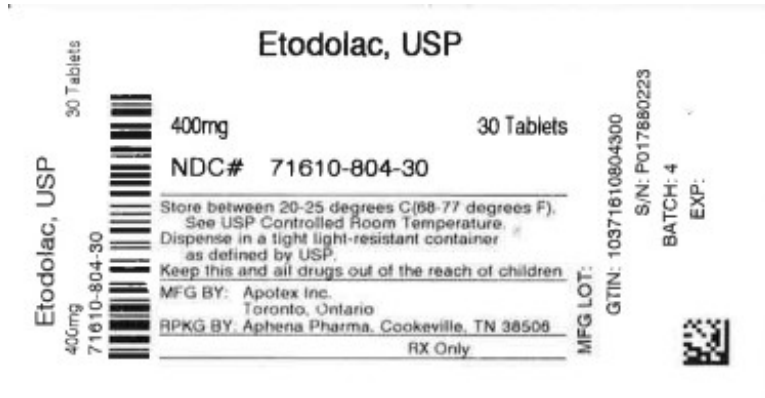 Etodolac, USP
400mg 30 Tablets
NDC# 71610-804-30
Store between 20-25 degrees C(68-77 degrees F).
See USP Controlled Room Temperature.
Dispense in a tight light-resistant container
as defined by USP.
Keep this and all drugs out of the reach of children
MFG BY: Apotex Inc.
Toronto, Ontario
RPKG BY: Aphena Pharma, Cookeville, TN 38506
RX Only
Etodolac, USP
400mg 30 Tablets
71610-804-30
MFG LOT:
GTIN: 10371610804300
S/N: P017880223
BATCH: 4
EXP: